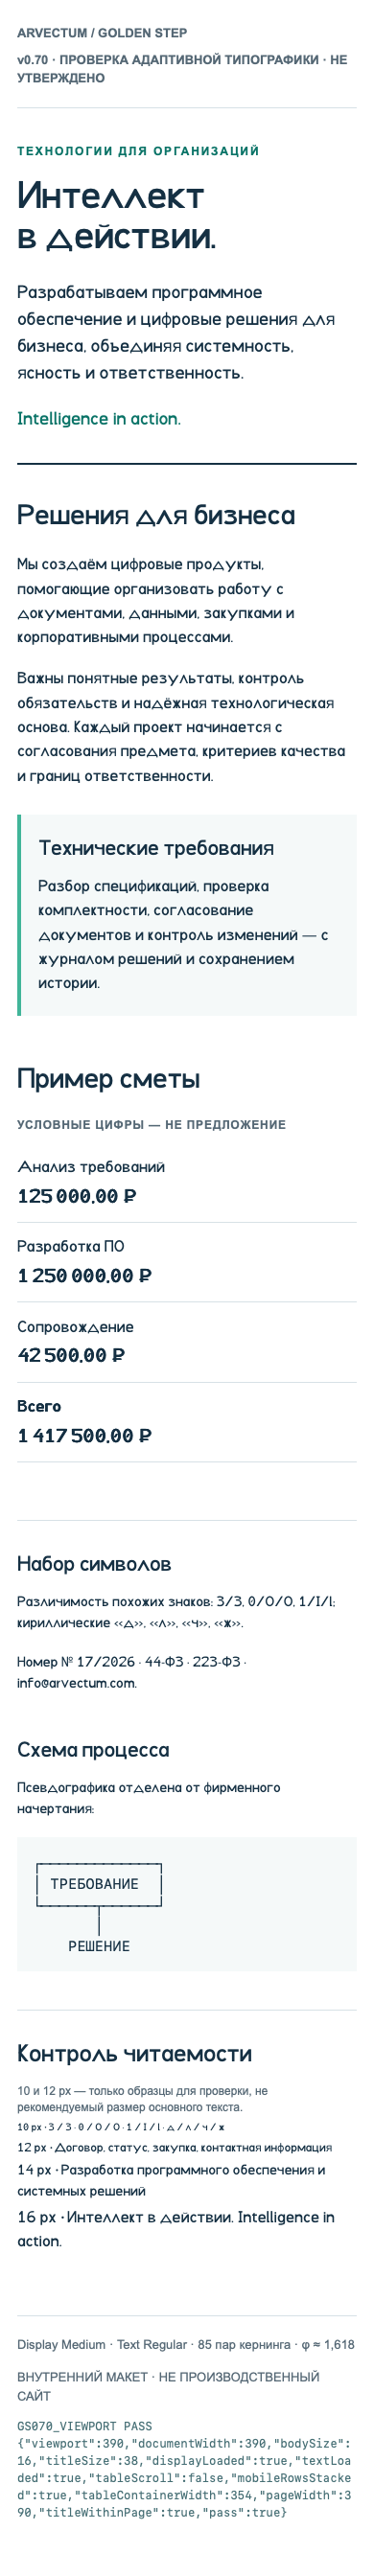 ARVECTUM / GOLDEN STEP
v0.70 · ПРОВЕРКА АДАПТИВНОЙ ТИПОГРАФИКИ · НЕ
УТВЕРЖДЕНО
ТЕХНОЛОГИИ ДЛЯ ОРГАНИЗАЦИЙ
Интеллект
в действии.
Разрабатываем программное
обеспечение и цифровые решения для
бизнеса, объединяя системность,
ясность и ответственность.
Intelligence in action.
Решения для бизнеса
Мы создаём цифровые продукты,
помогающие организовать работу с
документами, данными, закупками и
корпоративными процессами.
Важны понятные результаты, контроль
обязательств и надёжная технологическая
основа. Каждый проект начинается с
согласования предмета, критериев качества
и границ ответственности.
Технические требования
Разбор спецификаций, проверка
комплектности, согласование
документов и контроль изменений — с
журналом решений и сохранением
истории.
Пример сметы
УСЛОВНЫЕ ЦИФРЫ — НЕ ПРЕДЛОЖЕНИЕ
Анализ требований
125 000,00 ₽
Разработка ПО
1 250 000,00 ₽
Сопровождение
42 500,00 ₽
Всего
1 417 500,00 ₽
Набор символов
Различимость похожих знаков: 3/З, 0/O/О, 1/I/l;
кириллические «д», «л», «ч», «ж».
Номер № 17/2026 · 44-ФЗ · 223-ФЗ ·
info@arvectum.com.
Схема процесса
Псевдографика отделена от фирменного
начертания:
ТРЕБОВАНИЕ
РЕШЕНИЕ
Контроль читаемости
10 и 12 px — только образцы для проверки, не
рекомендуемый размер основного текста.
10 px · 3 / З · 0 / O / О · 1 / I / l · д / л / ч / ж
12 px · Договор, статус, закупка, контактная информация
14 px · Разработка программного обеспечения и
системных решений
16 px · Интеллект в действии. Intelligence in
action.
Display Medium · Text Regular · 85 пар кернинга · φ ≈ 1,618
ВНУТРЕННИЙ МАКЕТ · НЕ ПРОИЗВОДСТВЕННЫЙ
САЙТ
GS070_VIEWPORT PASS
{"viewport":390,"documentWidth":390,"bodySize":
16,"titleSize":38,"displayLoaded":true,"textLoa
ded":true,"tableScroll":false,"mobileRowsStacke
d":true,"tableContainerWidth":354,"pageWidth":3
90,"titleWithinPage":true,"pass":true}